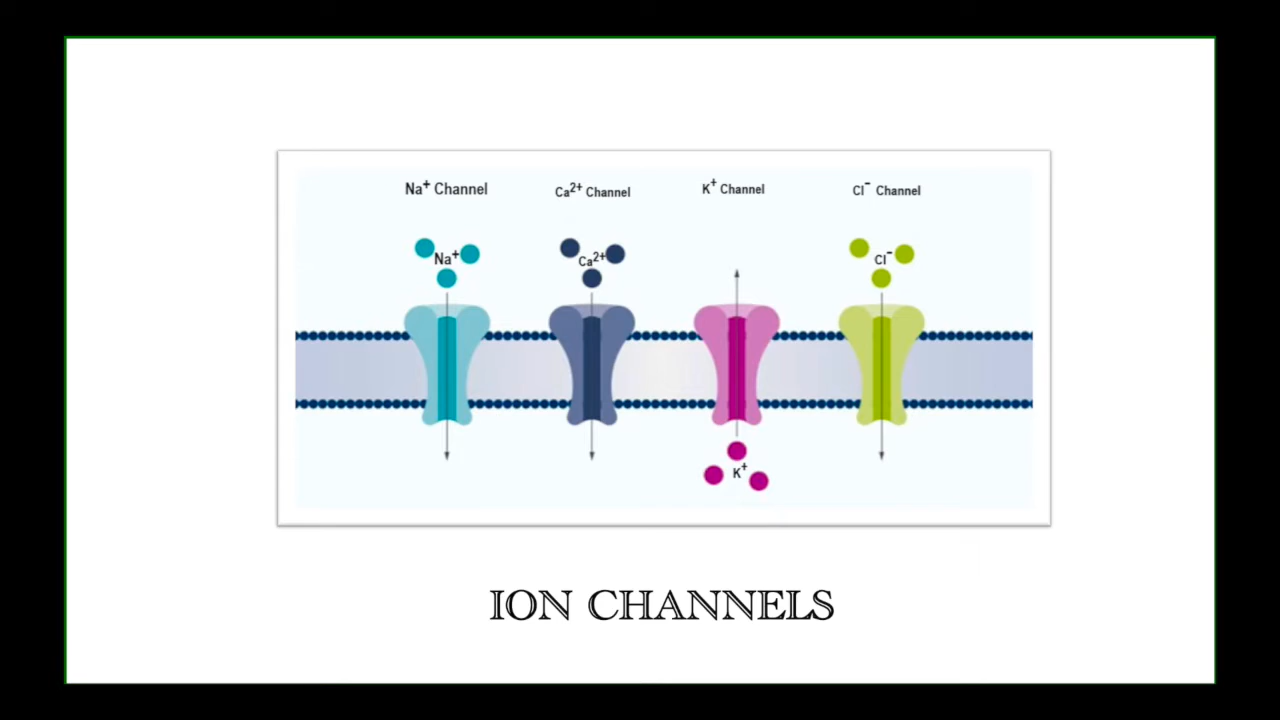 Na⁺ Channel
Ca²⁺ Channel
K⁺ Channel
Cl⁻ Channel
Na⁺
Ca²⁺
Cl⁻
K⁺
ION CHANNELS